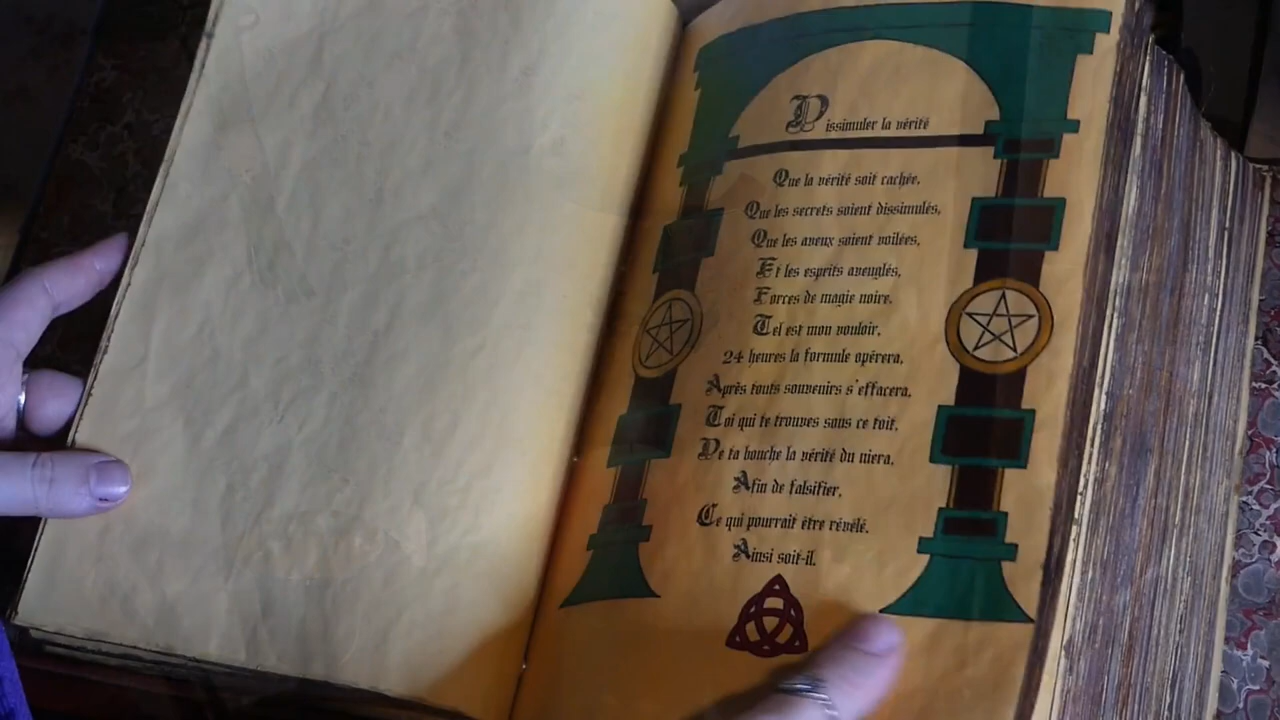 Dissimuler la vérité
Que la vérité soit cachée,
Que les secrets soient dissimulés,
Que les aveux soient voilées,
Et les esprits aveuglés,
Forces de magie noire.
Tel est mon vouloir,
24 heures la formule opérera,
Après touts souvenirs s'effacera,
Toi qui te trouves sous ce toit,
De ta bouche la vérité du niera,
Afin de falsifier,
Ce qui pourrait être révélé.
Ainsi soit-il.